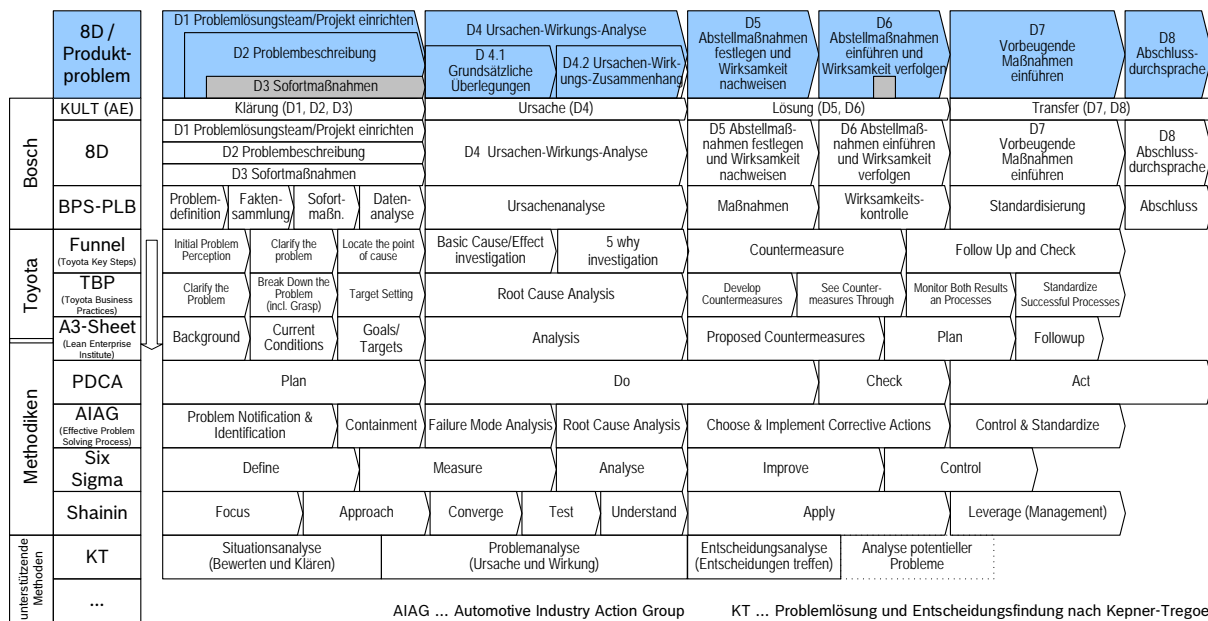 8D /
Produkt-
problem
D1 Problemlösungsteam/Projekt einrichten
D2 Problembeschreibung
D3 Sofortmaßnahmen
D4 Ursachen-Wirkungs-Analyse
D 4.1
Grundsätzliche
Überlegungen
D4.2 Ursachen-Wirk-
ungs-Zusammenhang
D5
Abstellmaßnahmen
festlegen und
Wirksamkeit
nachweisen
D6
Abstellmaßnahmen
einführen und
Wirksamkeit verfolgen
D7
Vorbeugende
Maßnahmen
einführen
D8
Abschluss-
durchsprache
Bosch
KULT (AE)
Klärung (D1, D2, D3)
Ursache (D4)
Lösung (D5, D6)
Transfer (D7, D8)
8D
D1 Problemlösungsteam/Projekt einrichten
D2 Problembeschreibung
D3 Sofortmaßnahmen
D4 Ursachen-Wirkungs-Analyse
D5 Abstellmaß-
nahmen festlegen
und Wirksamkeit
nachweisen
D6 Abstellmaß-
nahmen einführen
und Wirksamkeit
verfolgen
D7
Vorbeugende
Maßnahmen
einführen
D8
Abschluss-
durchsprache
BPS-PLB
Problem-
definition
Fakten-
sammlung
Sofort-
maßn.
Daten-
analyse
Ursachenanalyse
Maßnahmen
Wirksamkeits-
kontrolle
Standardisierung
Abschluss
Toyota
Funnel
(Toyota Key Steps)
Initial Problem
Perception
Clarify the
problem
Locate the point
of cause
Basic Cause/Effect
investigation
5 why
investigation
Countermeasure
Follow Up and Check
TBP
(Toyota Business
Practices)
Clarify the
Problem
Break Down the
Problem
(incl. Grasp)
Target Setting
Root Cause Analysis
Develop
Countermeasures
See Counter-
measures Through
Monitor Both Results
an Processes
Standardize
Successful Processes
A3-Sheet
(Lean Enterprise
Institute)
Background
Current
Conditions
Goals/
Targets
Analysis
Proposed Countermeasures
Plan
Followup
Methodiken
PDCA
Plan
Do
Check
Act
AIAG
(Effective Problem
Solving Process)
Problem Notification &
Identification
Containment
Failure Mode Analysis
Root Cause Analysis
Choose & Implement Corrective Actions
Control & Standardize
Six
Sigma
Define
Measure
Analyse
Improve
Control
Shainin
Focus
Approach
Converge
Test
Understand
Apply
Leverage (Management)
unterstützende
Methoden
KT
Situationsanalyse
(Bewerten und Klären)
Problemanalyse
(Ursache und Wirkung)
Entscheidungsanalyse
(Entscheidungen treffen)
Analyse potentieller
Probleme
...
AIAG ... Automotive Industry Action Group
KT ... Problemlösung und Entscheidungsfindung nach Kepner-Tregoe